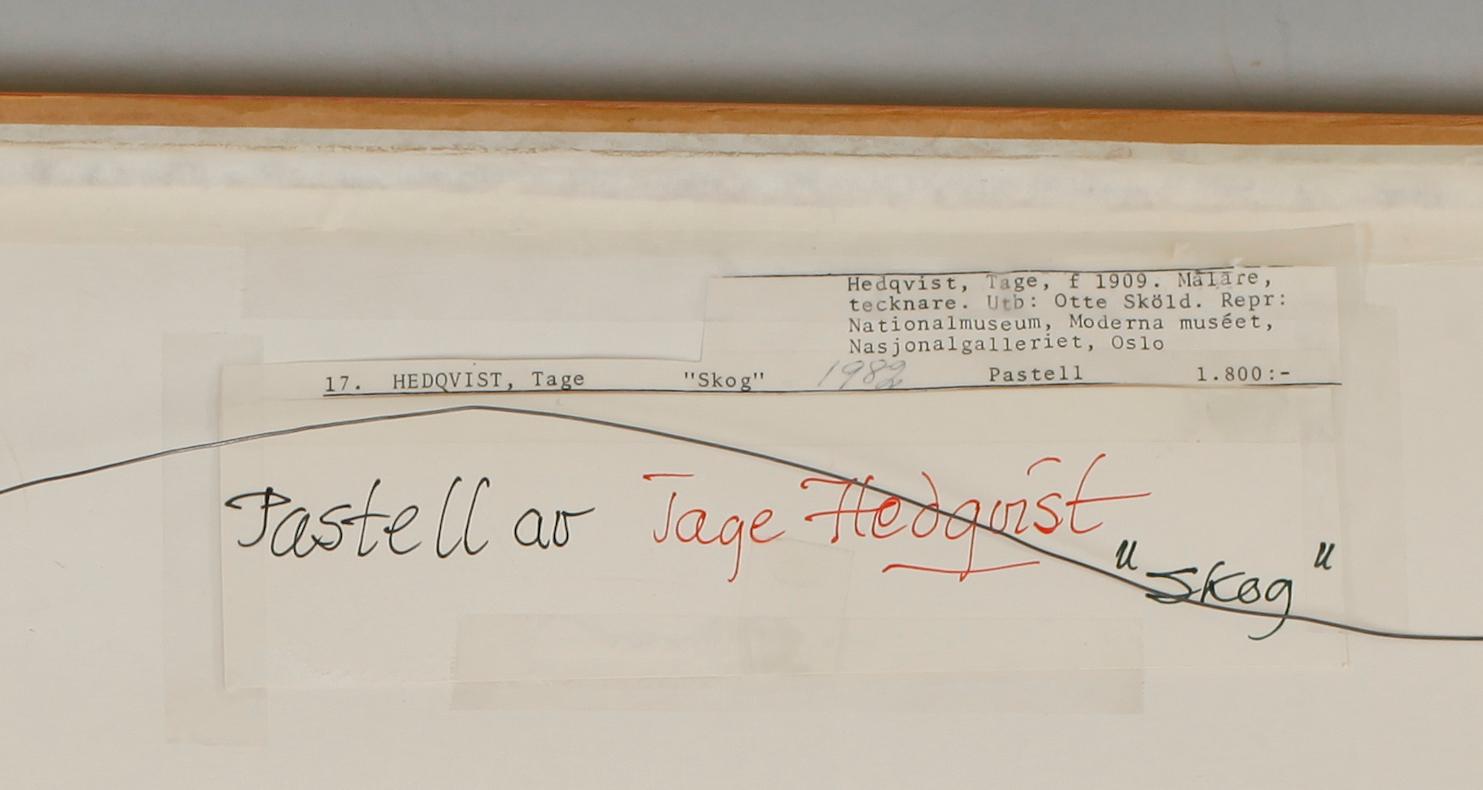 Hedqvist, Tage, f 1909. Målare,
tecknare. Utb: Otte Sköld. Repr:
Nationalmuseum, Moderna muséet,
Nasjonalgalleriet, Oslo
17. HEDQVIST, Tage "Skog" 1982 Pastell 1.800:-
Pastell av Tage Hedqvist
"Skog"